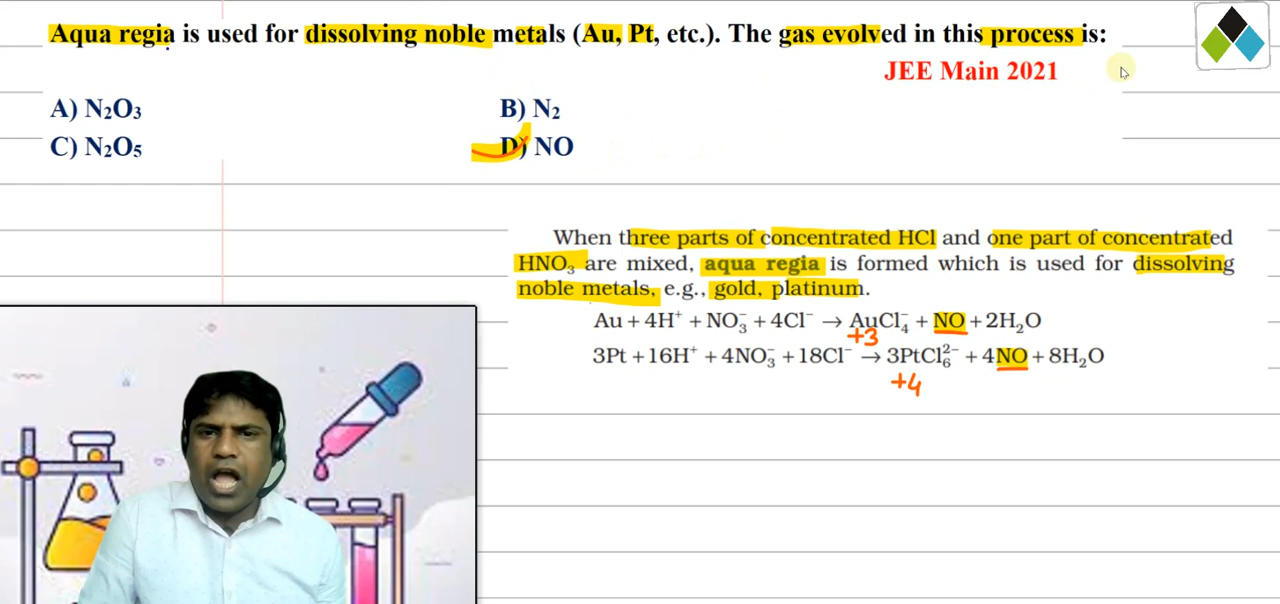 Aqua regia is used for dissolving noble metals (Au, Pt, etc.). The gas evolved in this process is:
JEE Main 2021
A) N₂O₃
B) N₂
C) N₂O₅
D) NO
When three parts of concentrated HCl and one part of concentrated
HNO₃ are mixed, aqua regia is formed which is used for dissolving
noble metals, e.g., gold, platinum.
Au + 4H⁺ + NO₃⁻ + 4Cl⁻ → AuCl₄⁻ + NO + 2H₂O
+3
3Pt + 16H⁺ + 4NO₃⁻ + 18Cl⁻ → 3PtCl₆²⁻ + 4NO + 8H₂O
+4